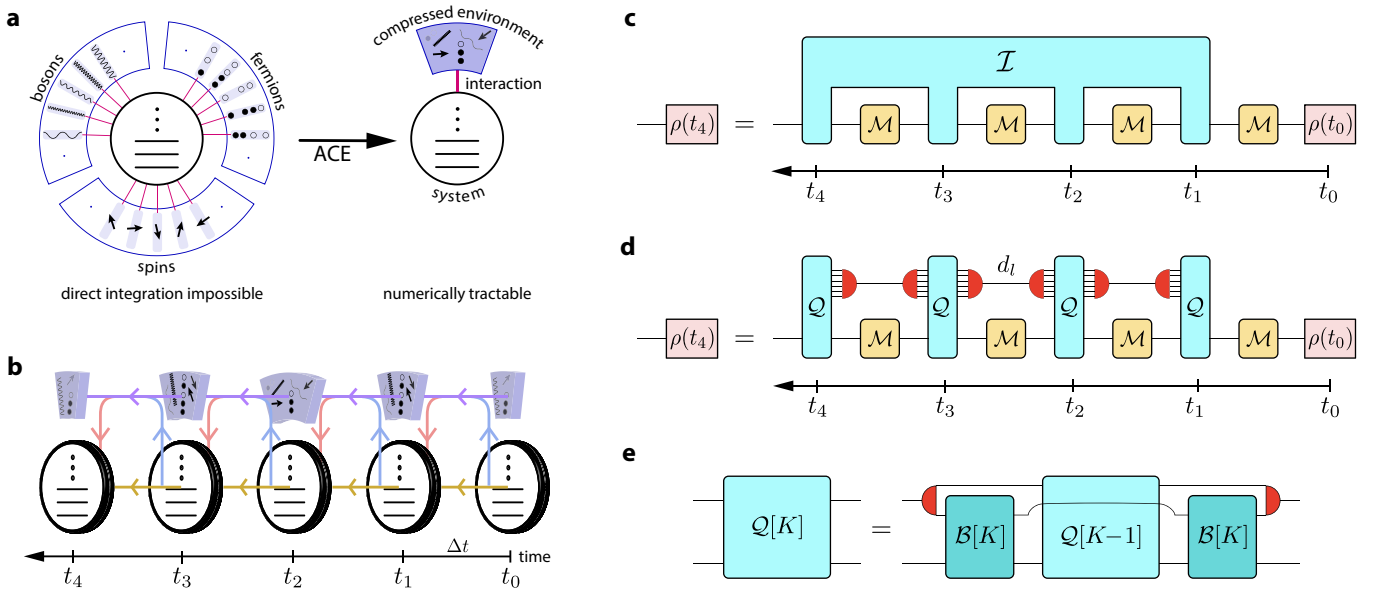 a
bosons
fermions
spins
direct integration impossible
ACE
compressed environment
interaction
system
numerically tractable
b
Δt
time
t₄ t₃ t₂ t₁ t₀
c
ℐ
ρ(t₄) = ℳ ℳ ℳ ℳ ρ(t₀)
t₄ t₃ t₂ t₁ t₀
d
d_l
𝒬 𝒬 𝒬 𝒬
ρ(t₄) = ℳ ℳ ℳ ℳ ρ(t₀)
t₄ t₃ t₂ t₁ t₀
e
𝒬[K] = ℬ[K] 𝒬[K−1] ℬ[K]